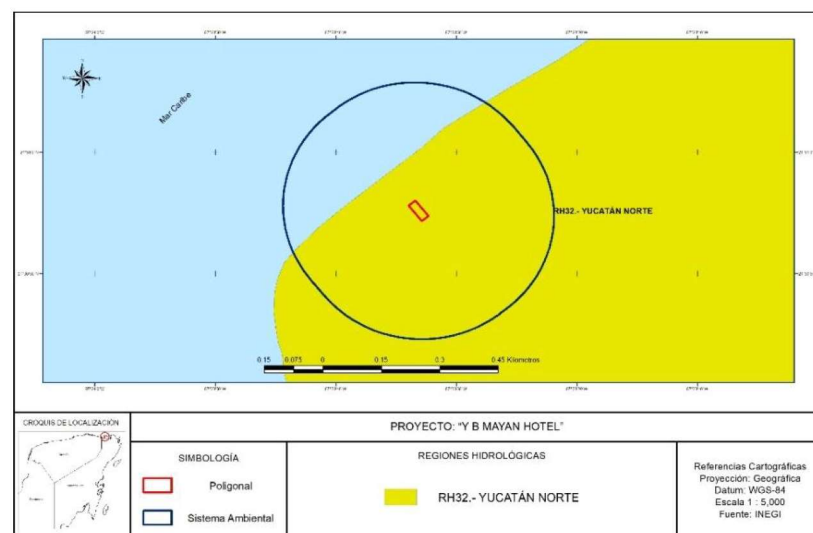 Mar Caribe
RH32.- YUCATÁN NORTE
0.15 0.075 0 0.15 0.3 0.45 Kilometros
CROQUIS DE LOCALIZACIÓN
PROYECTO: "Y B MAYAN HOTEL"
SIMBOLOGÍA
Poligonal
Sistema Ambiental
REGIONES HIDROLÓGICAS
RH32.- YUCATÁN NORTE
Referencias Cartográficas
Proyección: Geográfica
Datum: WGS-84
Escala 1 : 5,000
Fuente: INEGI